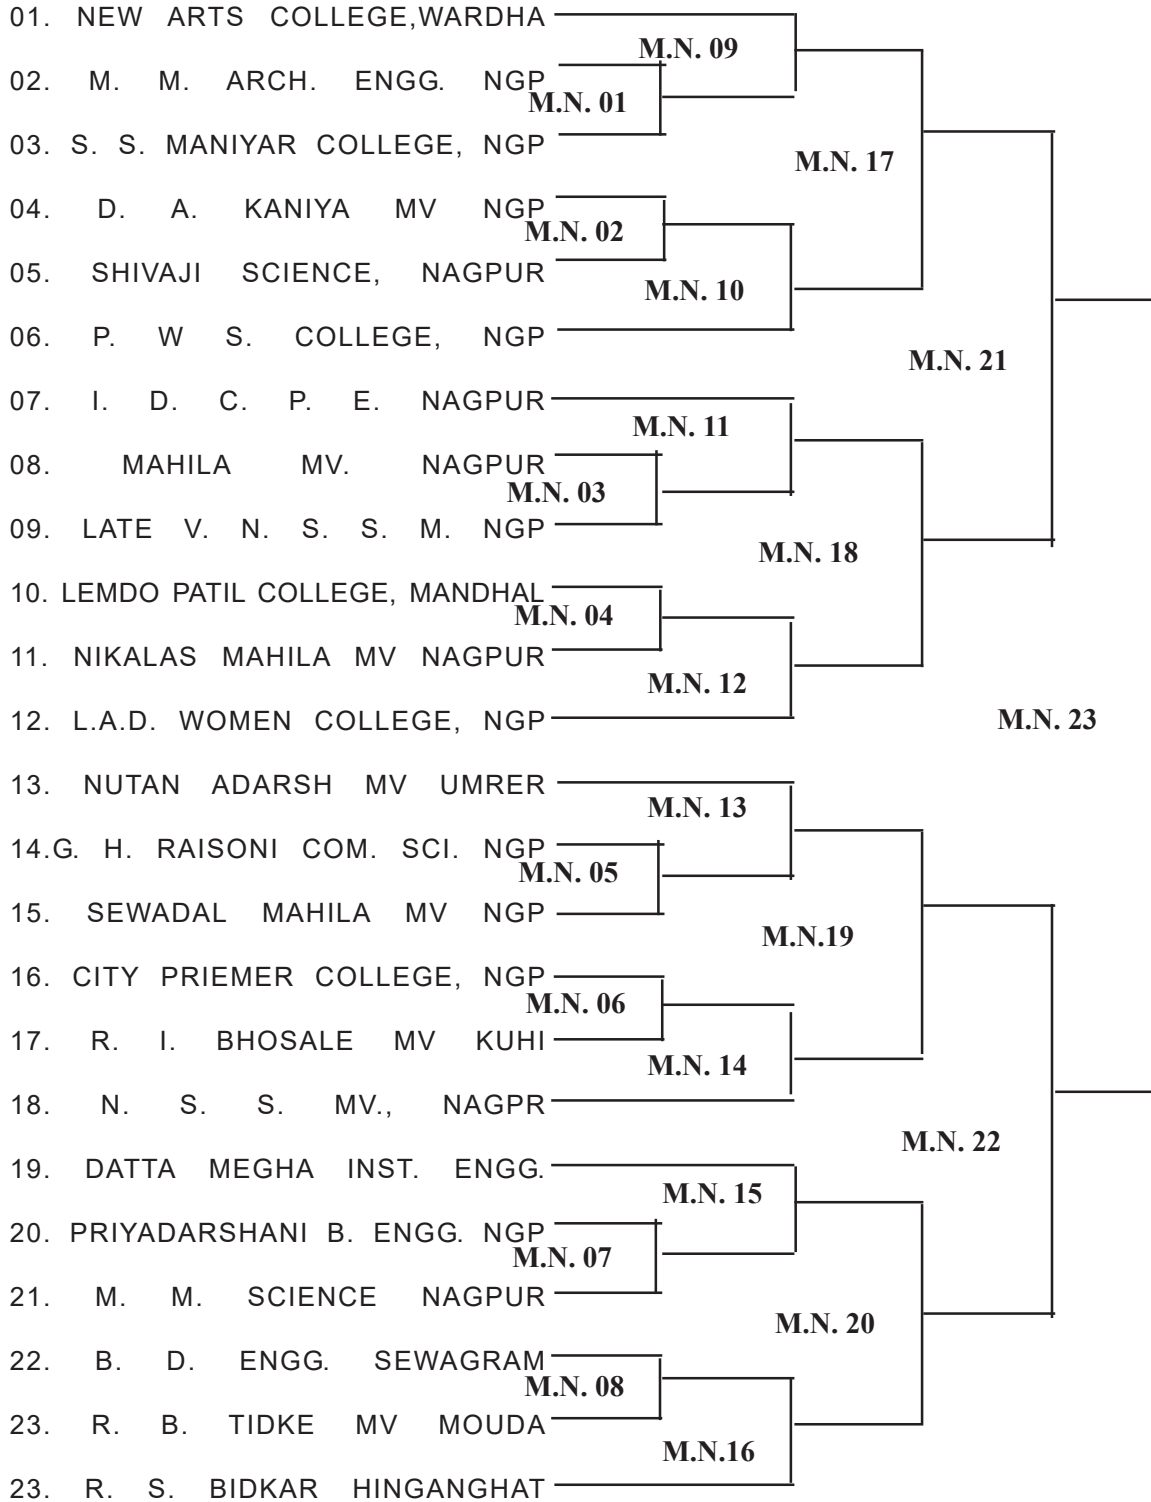 01. NEW ARTS COLLEGE,WARDHA
M.N. 09
02. M. M. ARCH. ENGG. NGP
M.N. 01
03. S. S. MANIYAR COLLEGE, NGP
M.N. 17
04. D. A. KANIYA MV NGP
M.N. 02
05. SHIVAJI SCIENCE, NAGPUR
M.N. 10
06. P. W S. COLLEGE, NGP
M.N. 21
07. I. D. C. P. E. NAGPUR
M.N. 11
08. MAHILA MV. NAGPUR
M.N. 03
09. LATE V. N. S. S. M. NGP
M.N. 18
10. LEMDO PATIL COLLEGE, MANDHAL
M.N. 04
11. NIKALAS MAHILA MV NAGPUR
M.N. 12
12. L.A.D. WOMEN COLLEGE, NGP
M.N. 23
13. NUTAN ADARSH MV UMRER
M.N. 13
14.G. H. RAISONI COM. SCI. NGP
M.N. 05
15. SEWADAL MAHILA MV NGP
M.N.19
16. CITY PRIEMER COLLEGE, NGP
M.N. 06
17. R. I. BHOSALE MV KUHI
M.N. 14
18. N. S. S. MV., NAGPR
M.N. 22
19. DATTA MEGHA INST. ENGG.
M.N. 15
20. PRIYADARSHANI B. ENGG. NGP
M.N. 07
21. M. M. SCIENCE NAGPUR
M.N. 20
22. B. D. ENGG. SEWAGRAM
M.N. 08
23. R. B. TIDKE MV MOUDA
M.N.16
23. R. S. BIDKAR HINGANGHAT